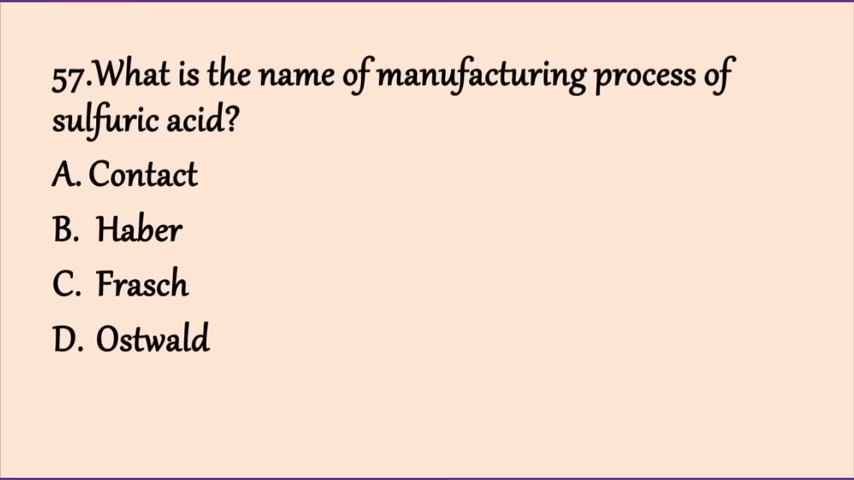 57.What is the name of manufacturing process of
sulfuric acid?
A. Contact
B. Haber
C. Frasch
D. Ostwald